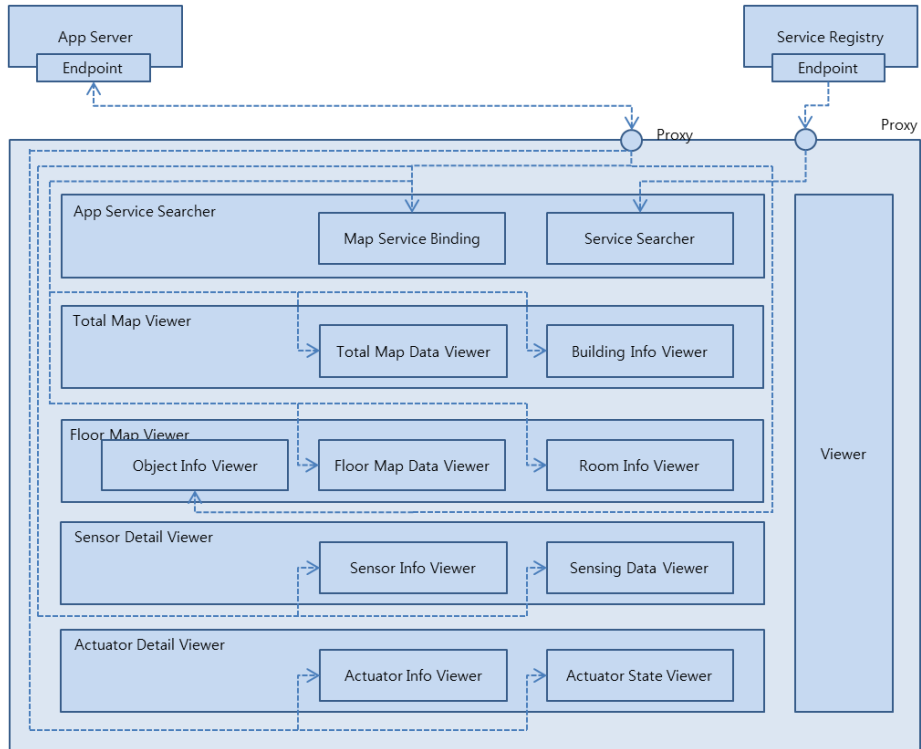 App Server
Service Registry
Endpoint
Endpoint
Proxy
Proxy
App Service Searcher
Map Service Binding
Service Searcher
Total Map Viewer
Total Map Data Viewer
Building Info Viewer
Floor Map Viewer
Object Info Viewer
Floor Map Data Viewer
Room Info Viewer
Viewer
Sensor Detail Viewer
Sensor Info Viewer
Sensing Data Viewer
Actuator Detail Viewer
Actuator Info Viewer
Actuator State Viewer